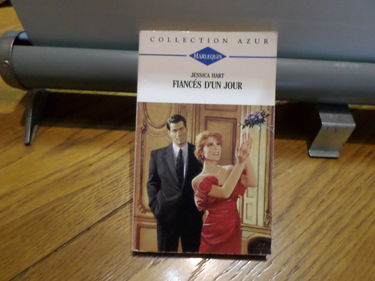 COLLECTION AZUR
HARLEQUIN
JESSICA HART
FIANCÉS D'UN JOUR